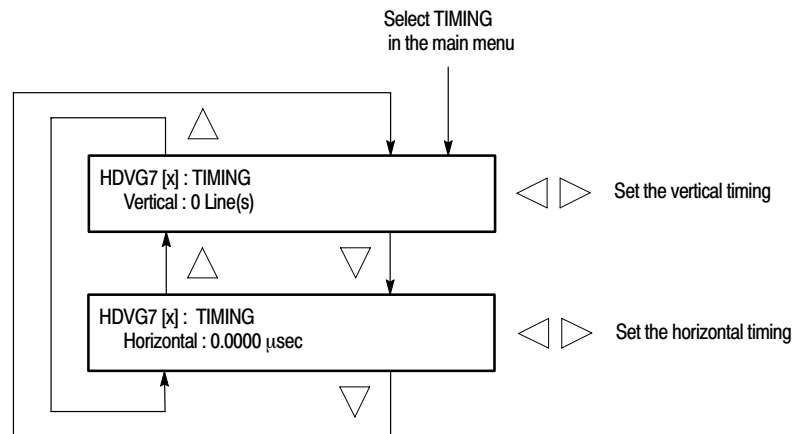 Select TIMING
in the main menu
HDVG7 [x] : TIMING
Vertical : 0 Line(s)
Set the vertical timing
HDVG7 [x] : TIMING
Horizontal : 0.0000 μsec
Set the horizontal timing